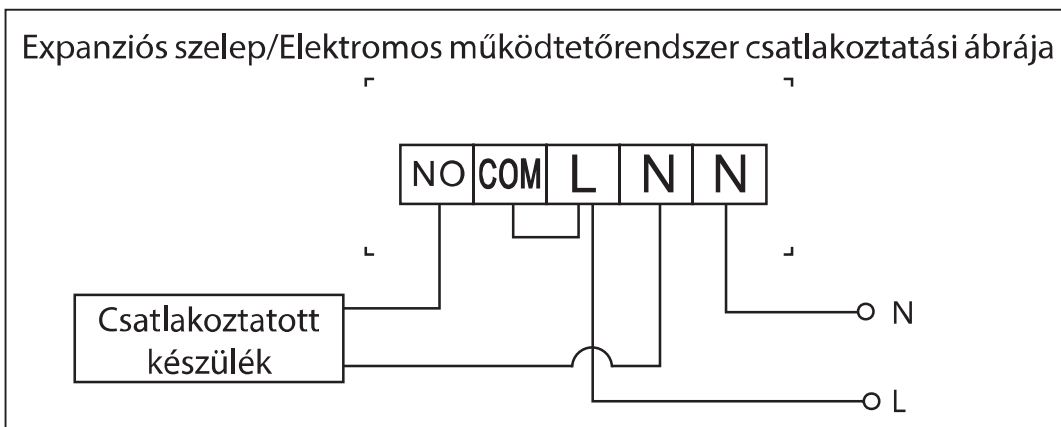 Expanziós szelep/Elektromos működtetőrendszer csatlakoztatási ábrája
NO COM L N N
Csatlakoztatott
készülék
N
L